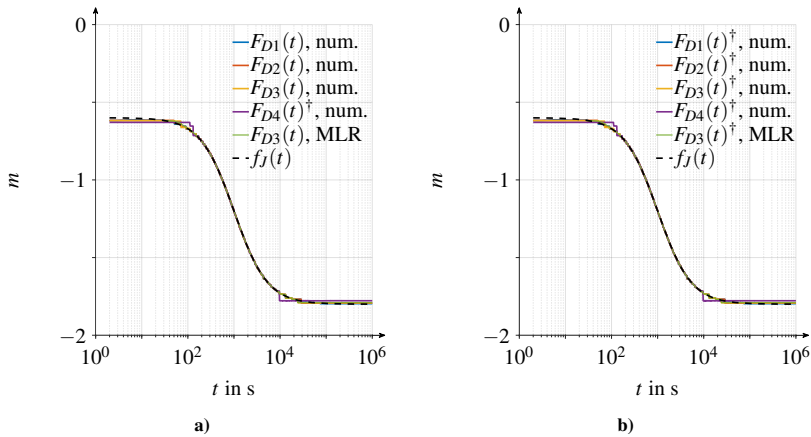 0
−1
−2
m
F_{D1}(t), num.
F_{D2}(t), num.
F_{D3}(t), num.
F_{D4}(t)^†, num.
F_{D3}(t), MLR
f_J(t)
10^0 10^2 10^4 10^6
t in s
a)
0
−1
−2
m
F_{D1}(t)^†, num.
F_{D2}(t)^†, num.
F_{D3}(t)^†, num.
F_{D4}(t)^†, num.
F_{D3}(t)^†, MLR
f_J(t)
10^0 10^2 10^4 10^6
t in s
b)